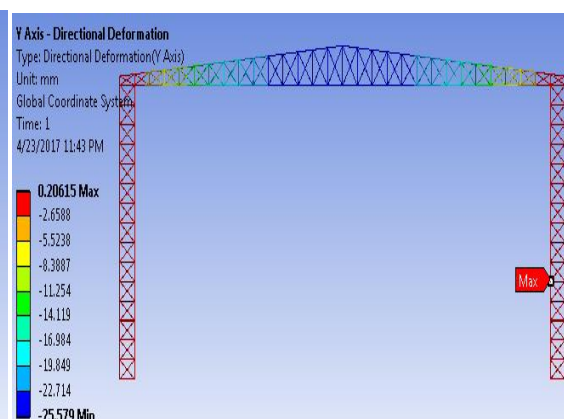 Y Axis - Directional Deformation
Type: Directional Deformation(Y Axis)
Unit: mm
Global Coordinate System
Time: 1
4/23/2017 11:43 PM
0.20615 Max
-2.6588
-5.5238
-8.3887
-11.254
-14.119
-16.984
-19.849
-22.714
-25.579 Min
Max